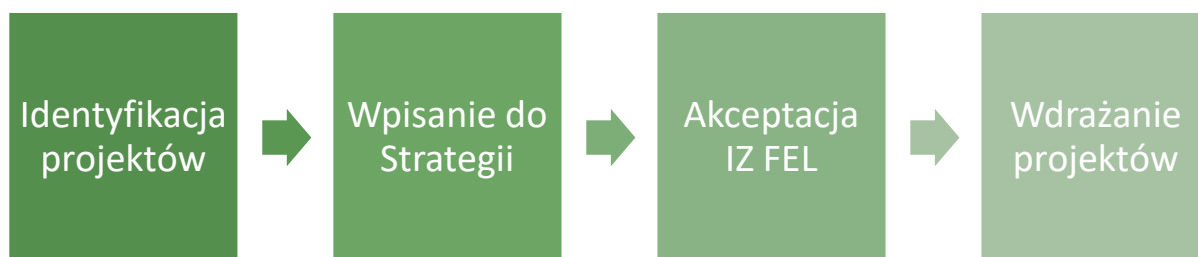 Identyfikacja
projektów
Wpisanie do
Strategii
Akceptacja
IZ FEL
Wdrażanie
projektów